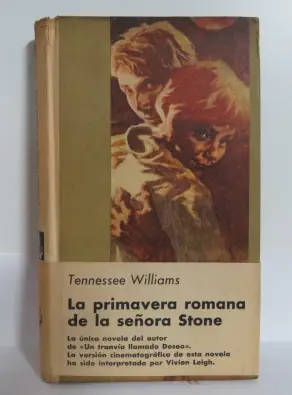 Tennessee Williams
La primavera romana
de la señora Stone
La única novela del autor
de «Un tranvía llamado Deseo».
La versión cinematográfica de esta novela
ha sido interpretada por Vivien Leigh.